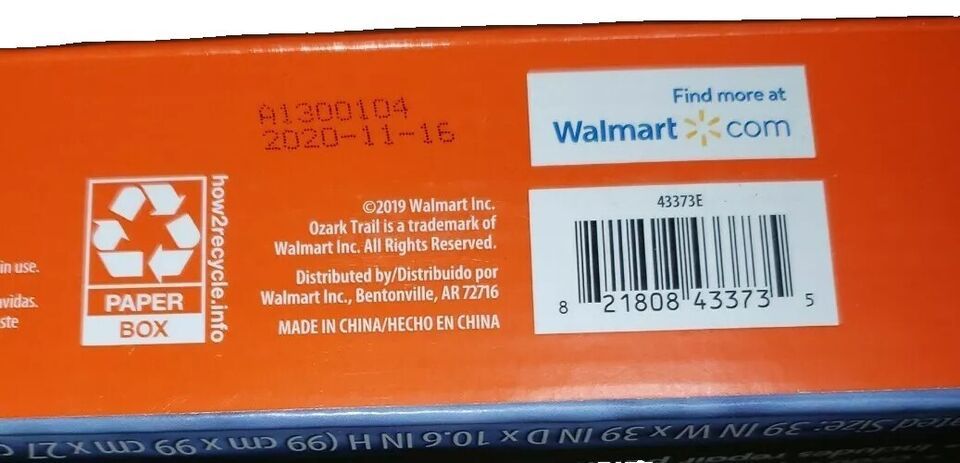 A1300104
2020-11-16
Find more at
Walmart com
how2recycle.info
PAPER
BOX
in use.
ste
©2019 Walmart Inc.
Ozark Trail is a trademark of
Walmart Inc. All Rights Reserved.
Distributed by/Distribuido por
Walmart Inc., Bentonville, AR 72716
MADE IN CHINA/HECHO EN CHINA
43373E
8 21808 43373 5
Size: 39 IN W x 39 IN D x 10.6 IN H (99 cm x 99 cm x 27
includes repair